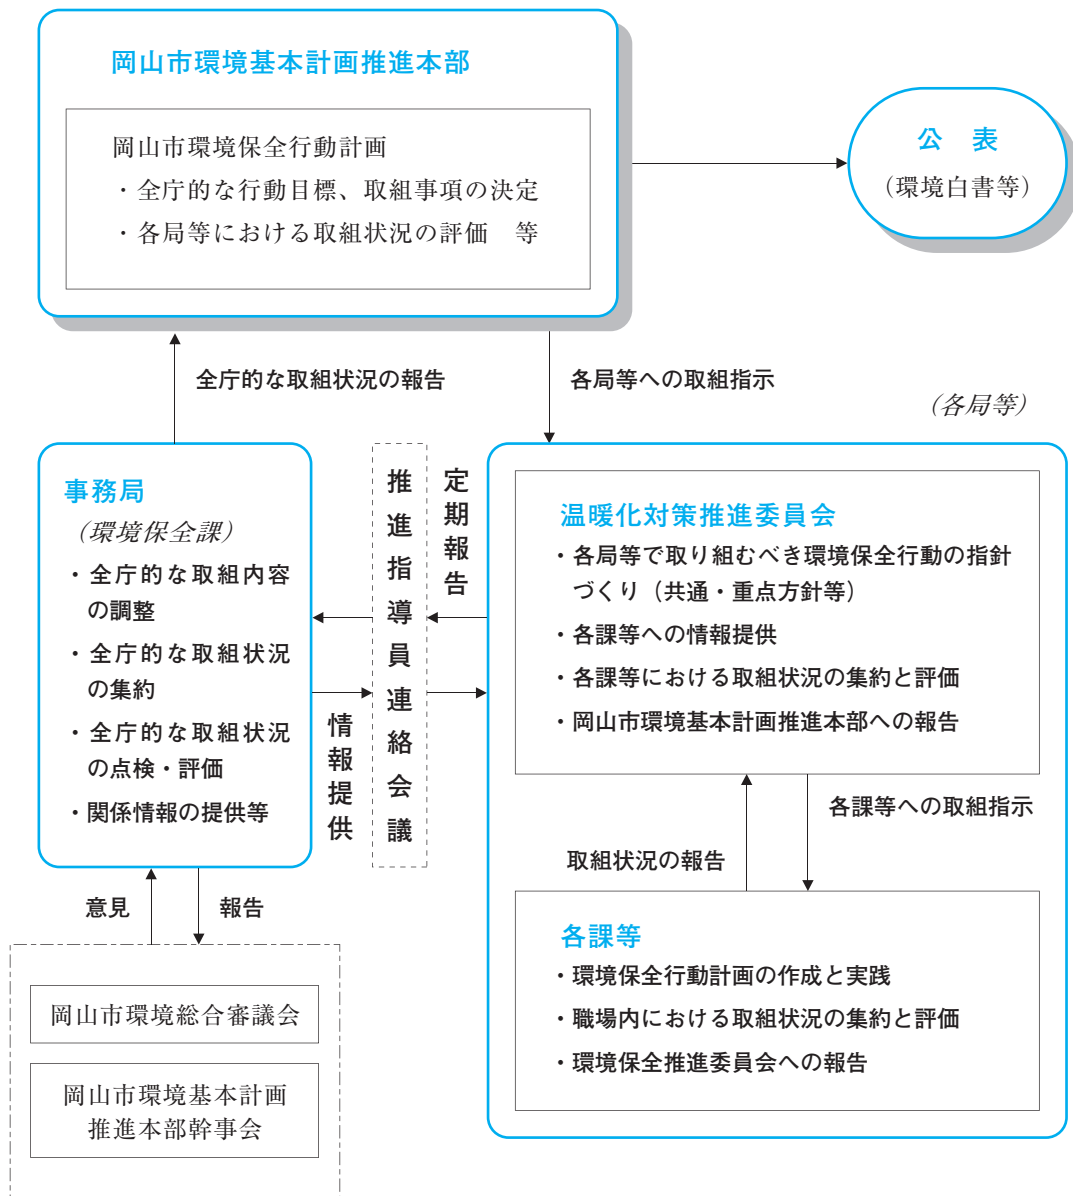 岡山市環境基本計画推進本部
岡山市環境保全行動計画
・全庁的な行動目標、取組事項の決定
・各局等における取組状況の評価　等
公　表
（環境白書等）
全庁的な取組状況の報告
各局等への取組指示
（各局等）
事務局
（環境保全課）
・全庁的な取組内容
の調整
・全庁的な取組状況
の集約
・全庁的な取組状況
の点検・評価
・関係情報の提供等
情報提供
推進指導員連絡会議
定期報告
温暖化対策推進委員会
・各局等で取り組むべき環境保全行動の指針
づくり（共通・重点方針等）
・各課等への情報提供
・各課等における取組状況の集約と評価
・岡山市環境基本計画推進本部への報告
各課等への取組指示
取組状況の報告
各課等
・環境保全行動計画の作成と実践
・職場内における取組状況の集約と評価
・環境保全推進委員会への報告
意見
報告
岡山市環境総合審議会
岡山市環境基本計画
推進本部幹事会